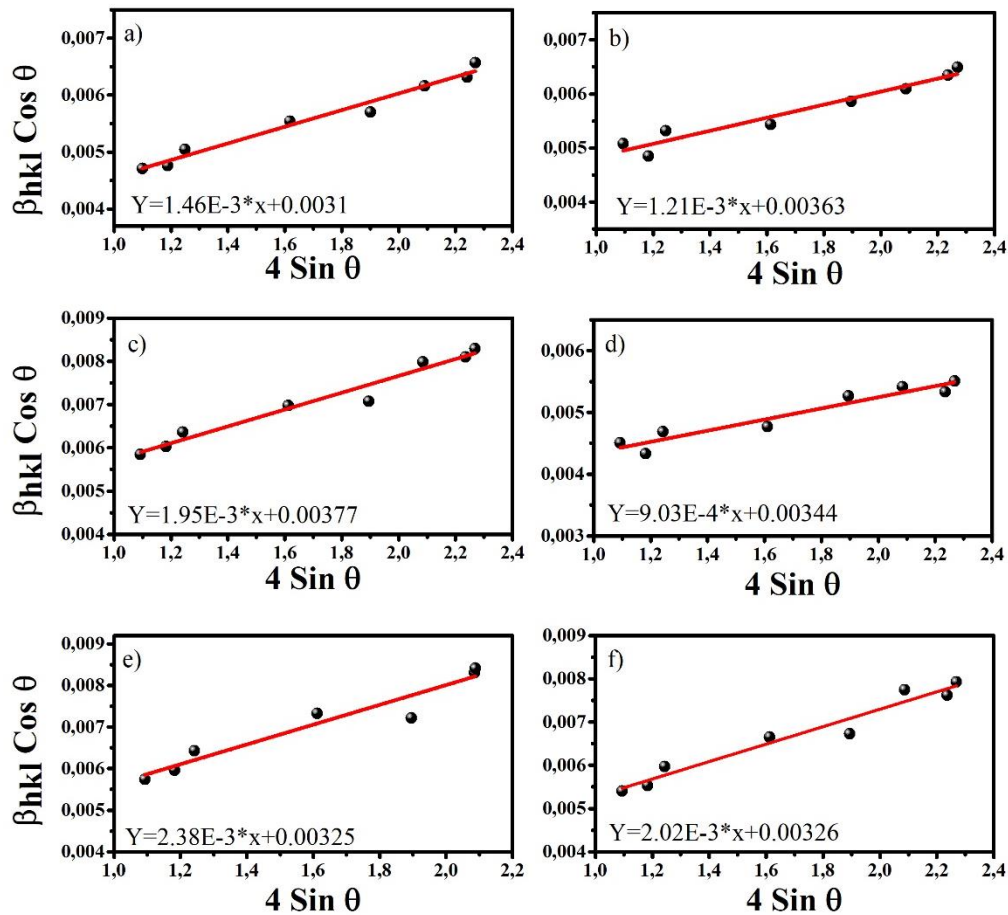 a)
0,007
0,006
0,005
0,004
βhkl Cos θ
Y=1.46E-3*x+0.0031
1,0 1,2 1,4 1,6 1,8 2,0 2,2 2,4
4 Sin θ
b)
0,007
0,006
0,005
0,004
Y=1.21E-3*x+0.00363
1,0 1,2 1,4 1,6 1,8 2,0 2,2 2,4
4 Sin θ
c)
0,009
0,008
0,007
0,006
0,005
0,004
βhkl Cos θ
Y=1.95E-3*x+0.00377
1,0 1,2 1,4 1,6 1,8 2,0 2,2 2,4
4 Sin θ
d)
0,006
0,005
0,004
0,003
Y=9.03E-4*x+0.00344
1,0 1,2 1,4 1,6 1,8 2,0 2,2 2,4
4 Sin θ
e)
0,009
0,008
0,007
0,006
0,005
0,004
βhkl Cos θ
Y=2.38E-3*x+0.00325
1,0 1,2 1,4 1,6 1,8 2,0 2,2
4 Sin θ
f)
0,009
0,008
0,007
0,006
0,005
0,004
Y=2.02E-3*x+0.00326
1,0 1,2 1,4 1,6 1,8 2,0 2,2 2,4
4 Sin θ